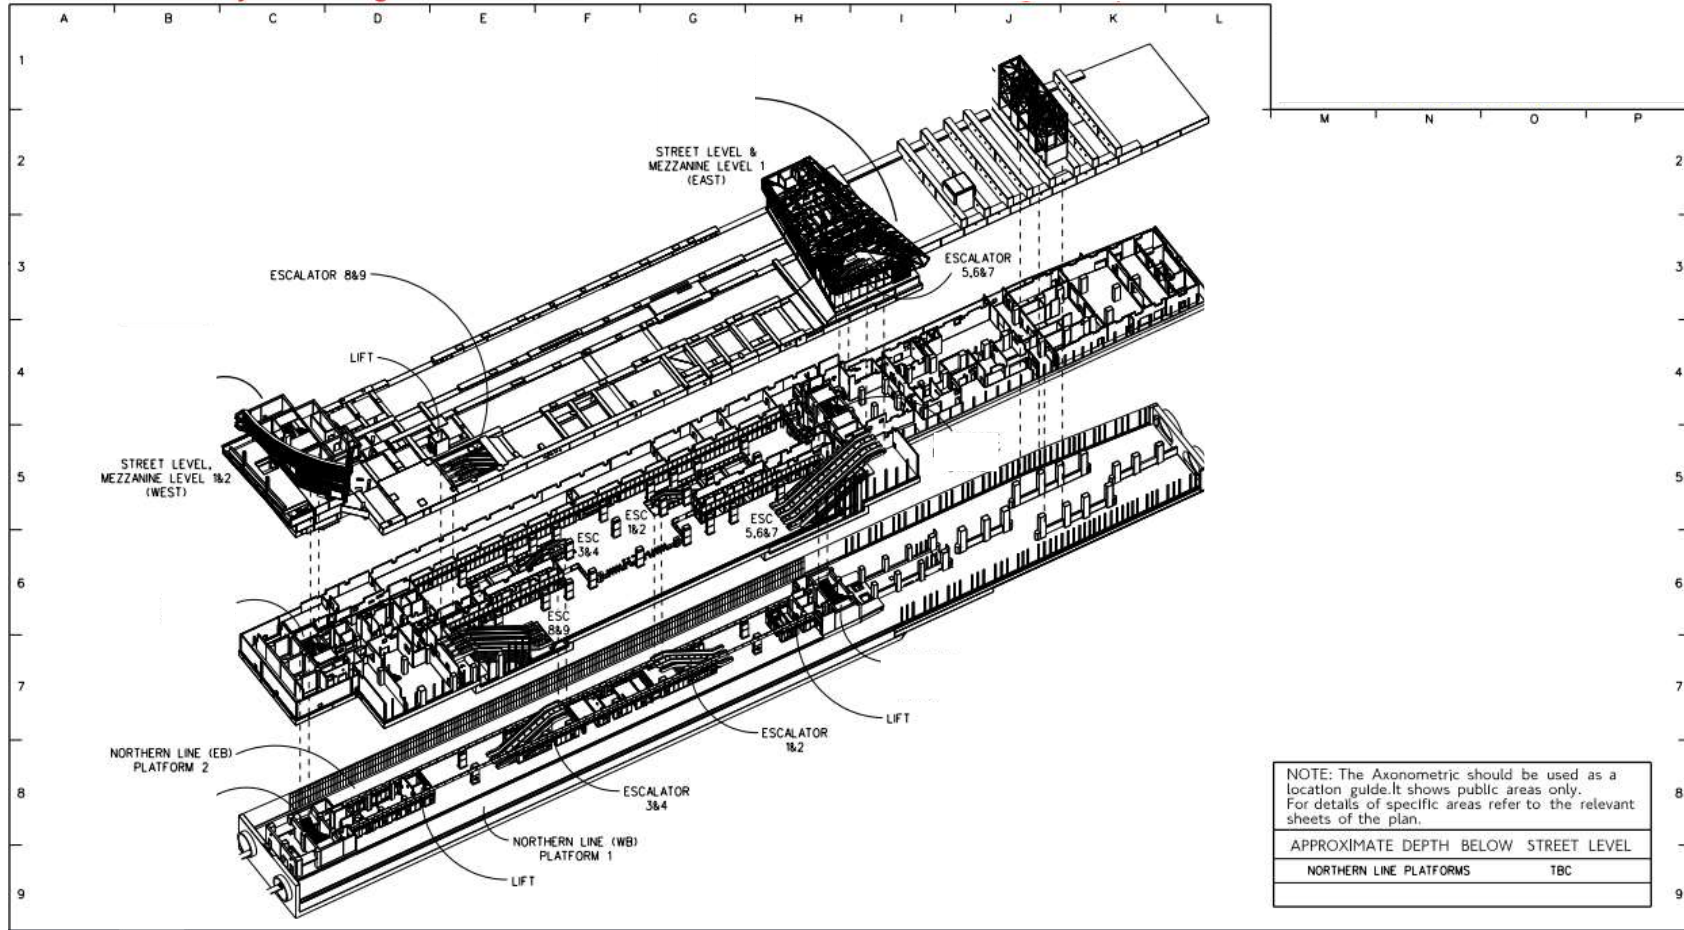 A B C D E F G H I J K L
M N O P
1
2 2
3 3
4 4
5 5
6 6
7 7
8 8
9 9
STREET LEVEL &
MEZZANINE LEVEL 1
(EAST)
ESCALATOR 8&9
ESCALATOR
5,6&7
LIFT
STREET LEVEL,
MEZZANINE LEVEL 1&2
(WEST)
ESC
1&2
ESC
5,6&7
ESC
3&4
ESC
8&9
LIFT
ESCALATOR
1&2
NORTHERN LINE (EB)
PLATFORM 2
ESCALATOR
3&4
NORTHERN LINE (WB)
PLATFORM 1
LIFT
NOTE: The Axonometric should be used as a
location guide.It shows public areas only.
For details of specific areas refer to the relevant
sheets of the plan.
APPROXIMATE DEPTH BELOW STREET LEVEL
NORTHERN LINE PLATFORMS TBC